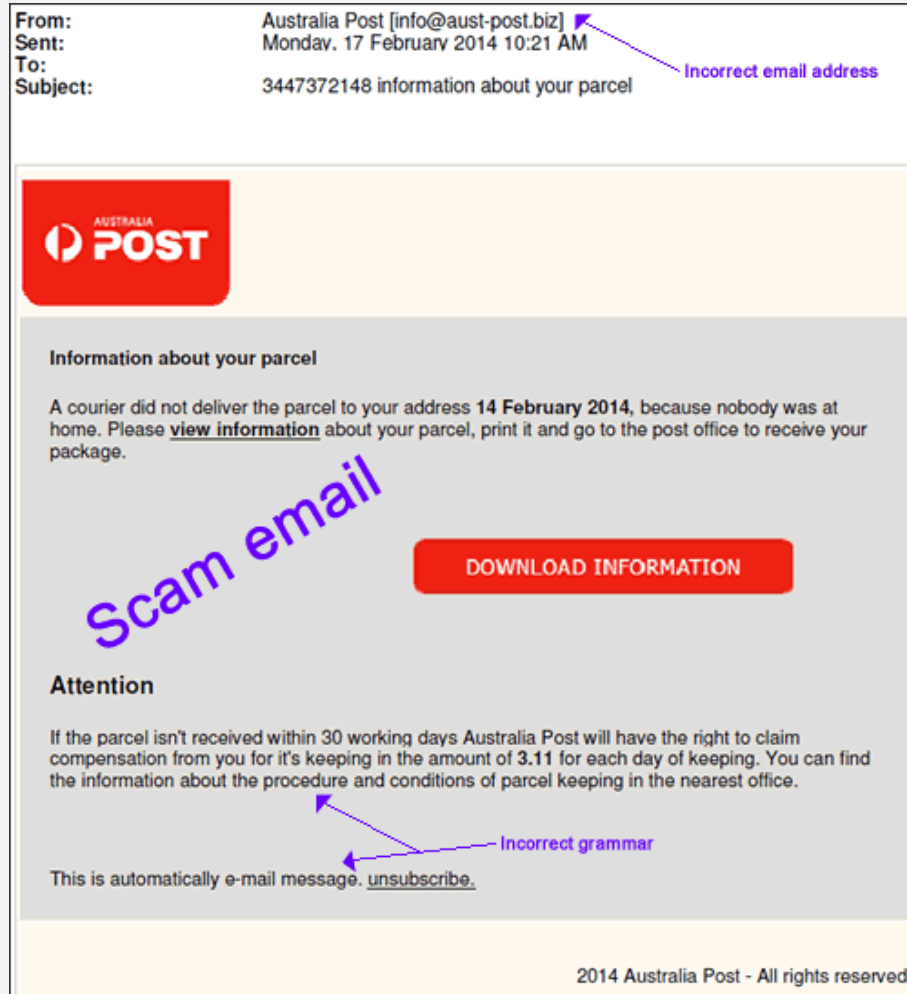 From: Australia Post [info@aust-post.biz]
Sent: Monday, 17 February 2014 10:21 AM
To:
Incorrect email address
Subject: 3447372148 information about your parcel
AUSTRALIA
POST
Information about your parcel
A courier did not deliver the parcel to your address 14 February 2014, because nobody was at
home. Please view information about your parcel, print it and go to the post office to receive your
package.
Scam email
DOWNLOAD INFORMATION
Attention
If the parcel isn't received within 30 working days Australia Post will have the right to claim
compensation from you for it's keeping in the amount of 3.11 for each day of keeping. You can find
the information about the procedure and conditions of parcel keeping in the nearest office.
Incorrect grammar
This is automatically e-mail message. unsubscribe.
2014 Australia Post - All rights reserved